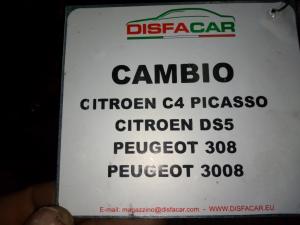 DISFACAR
CAMBIO
CITROEN C4 PICASSO
CITROEN DS5
PEUGEOT 308
PEUGEOT 3008
E-mail: magazzino@disfacar.com - WWW.DISFACAR.EU